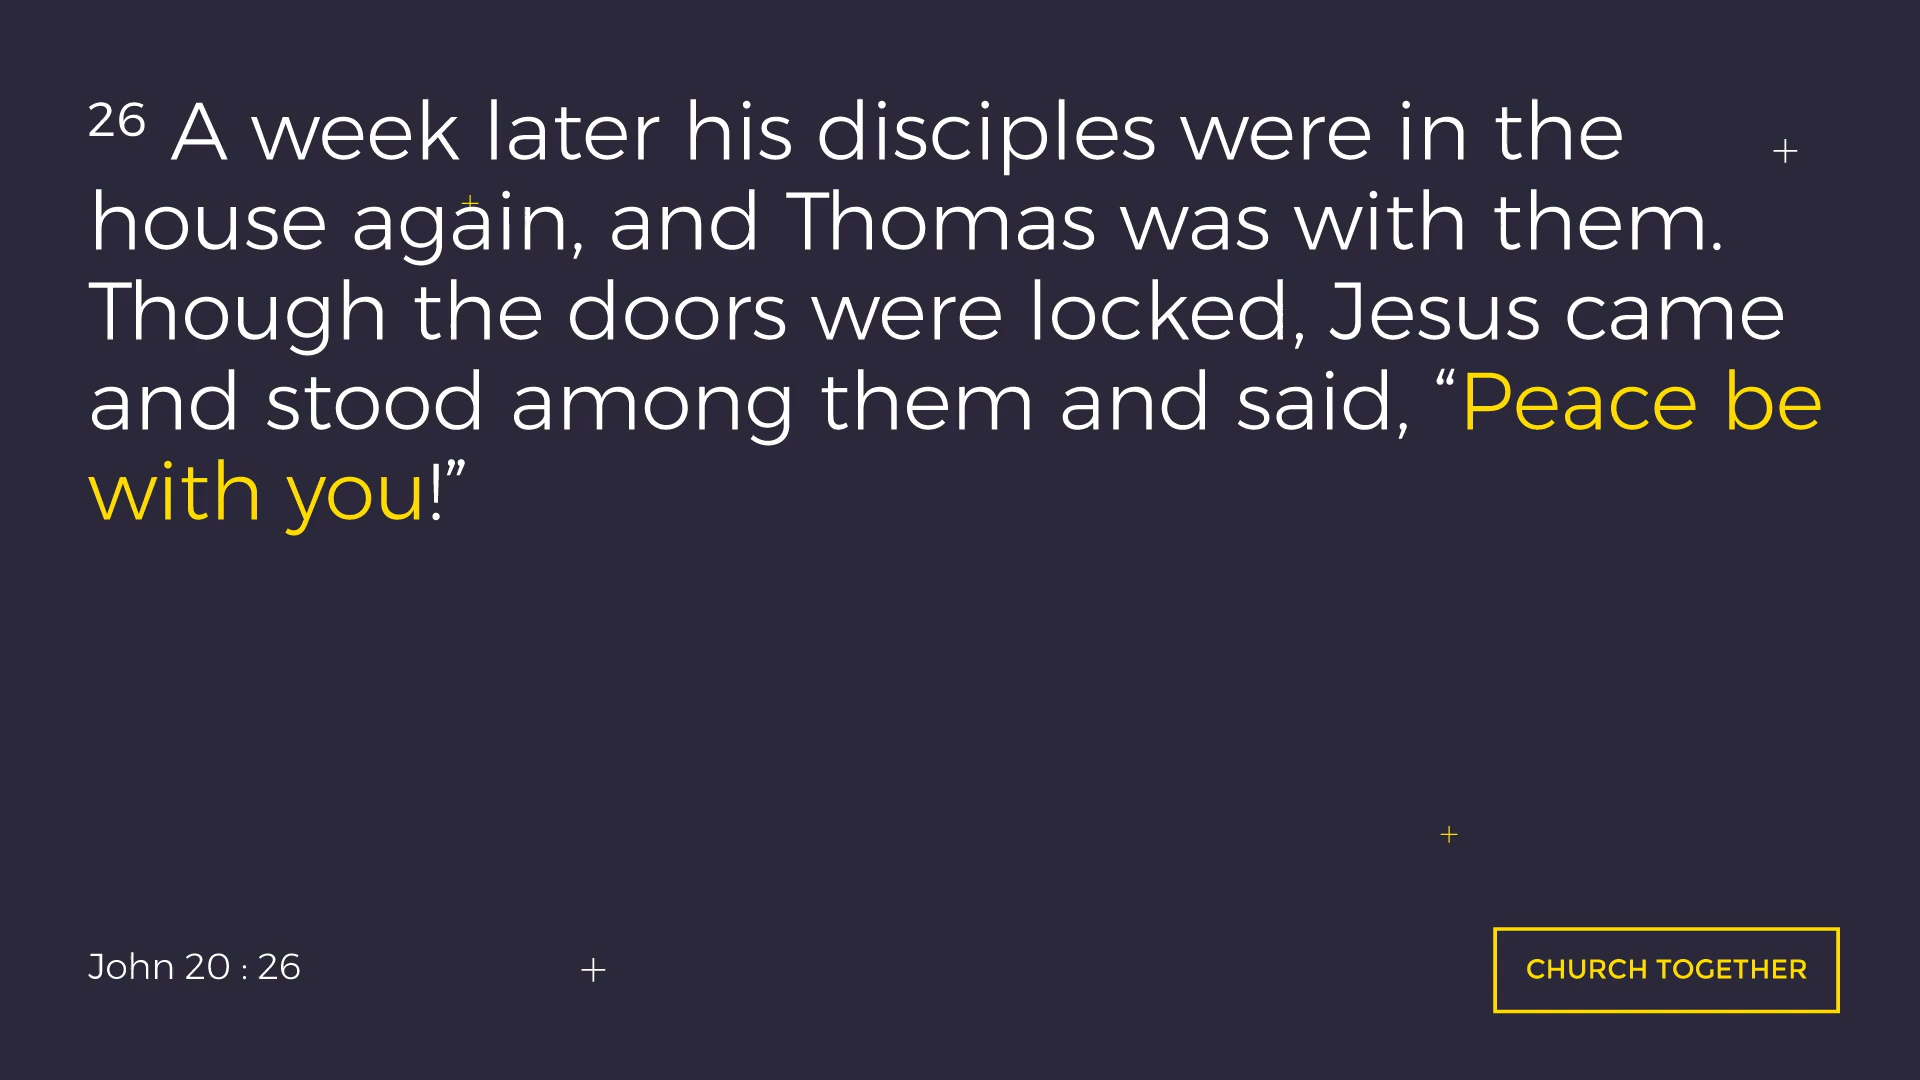 26 A week later his disciples were in the
house again, and Thomas was with them.
Though the doors were locked, Jesus came
and stood among them and said, “Peace be
with you!”
John 20 : 26
CHURCH TOGETHER